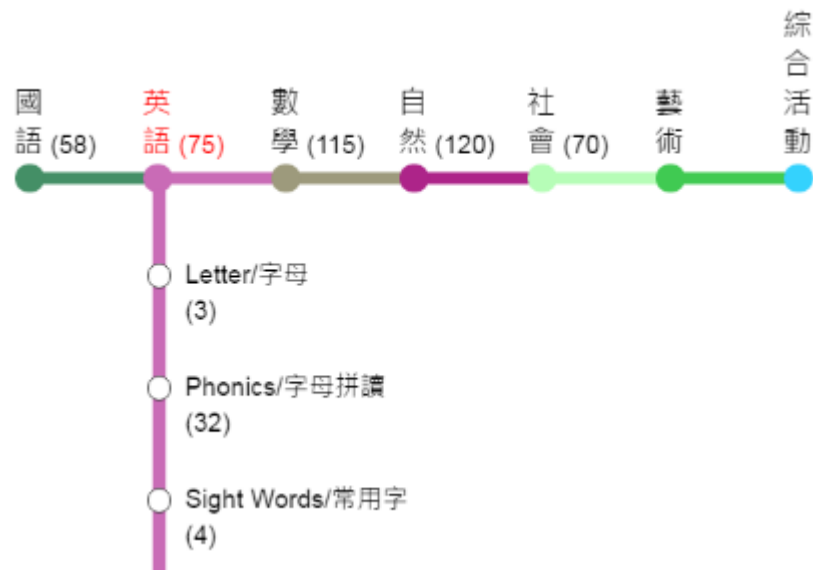 國語 (58)
英語 (75)
數學 (115)
自然 (120)
社會 (70)
藝術
綜合活動
Letter/字母
(3)
Phonics/字母拼讀
(32)
Sight Words/常用字
(4)